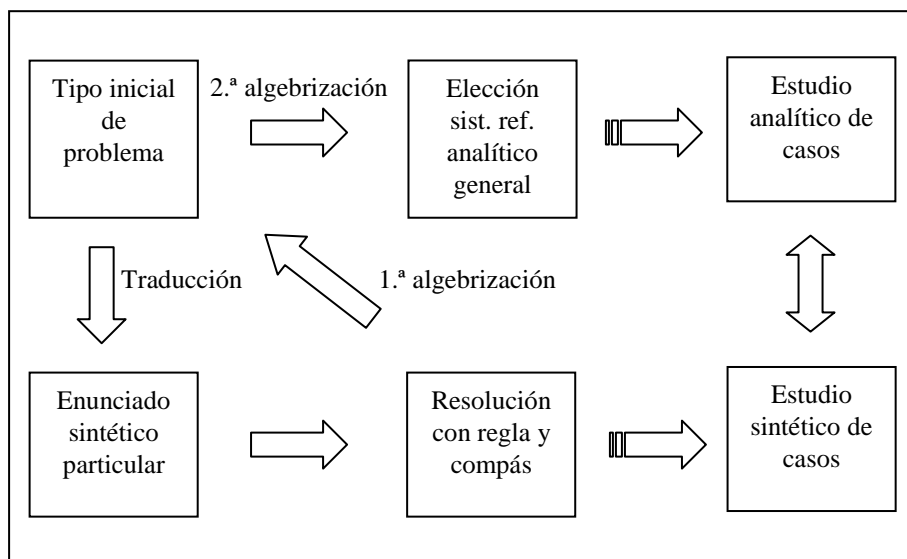 Tipo inicial
de
problema
2.ª algebrización
Elección
sist. ref.
analítico
general
Estudio
analítico de
casos
Traducción
1.ª algebrización
Enunciado
sintético
particular
Resolución
con regla y
compás
Estudio
sintético de
casos